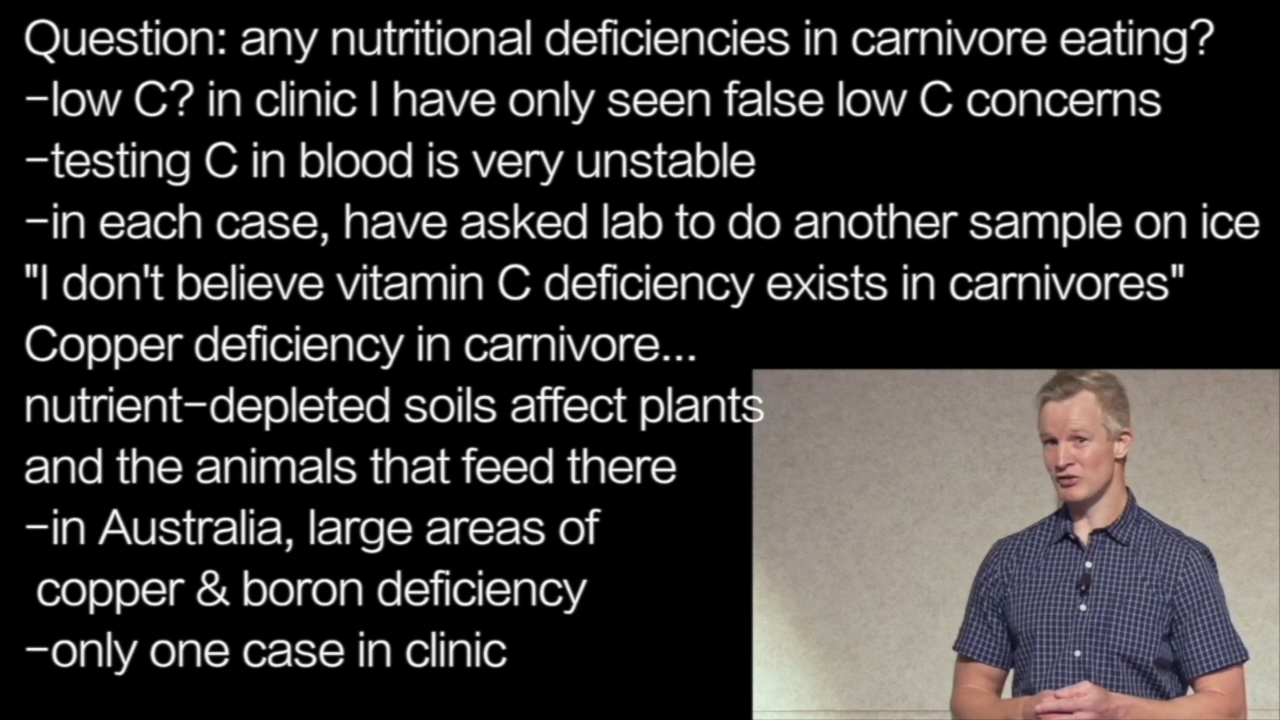 Question: any nutritional deficiencies in carnivore eating?
-low C? in clinic I have only seen false low C concerns
-testing C in blood is very unstable
-in each case, have asked lab to do another sample on ice
"I don't believe vitamin C deficiency exists in carnivores"
Copper deficiency in carnivore...
nutrient-depleted soils affect plants
and the animals that feed there
-in Australia, large areas of
copper & boron deficiency
-only one case in clinic